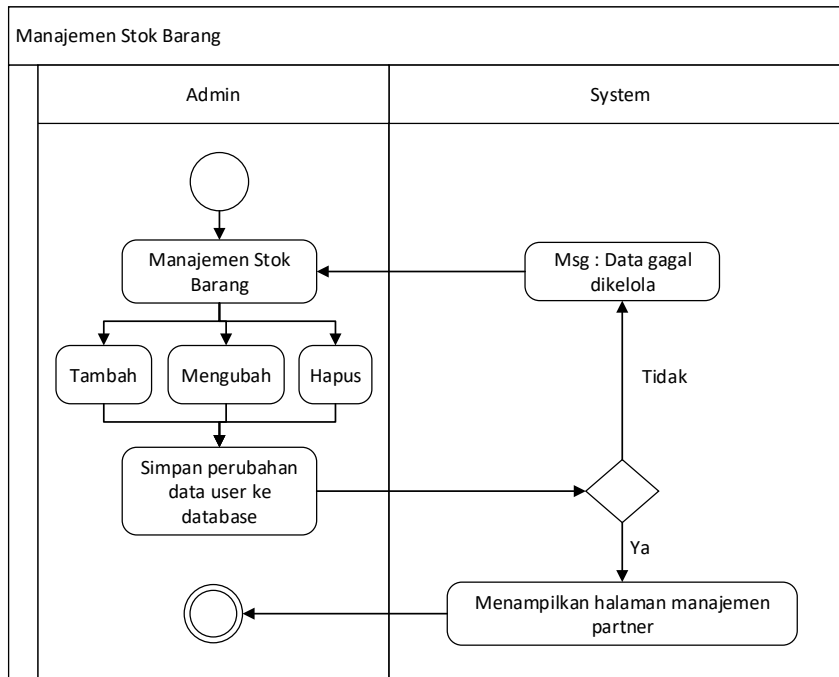 Manajemen Stok Barang
Admin
System
Manajemen Stok
Barang
Msg : Data gagal
dikelola
Tambah
Mengubah
Hapus
Tidak
Simpan perubahan
data user ke
database
Ya
Menampilkan halaman manajemen
partner